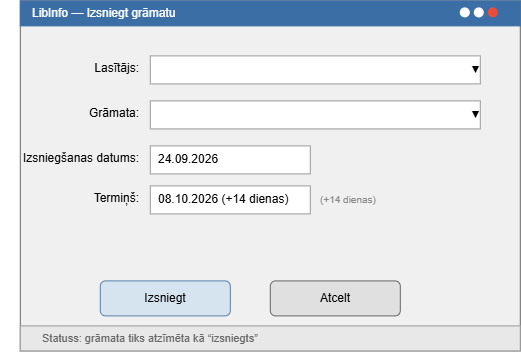 LibInfo — Izsniegt grāmatu
Lasītājs:
Grāmata:
Izsniegšanas datums: 24.09.2026
Termiņš: 08.10.2026 (+14 dienas) (+14 dienas)
Izsniegt Atcelt
Statuss: grāmata tiks atzīmēta kā “izsniegts”